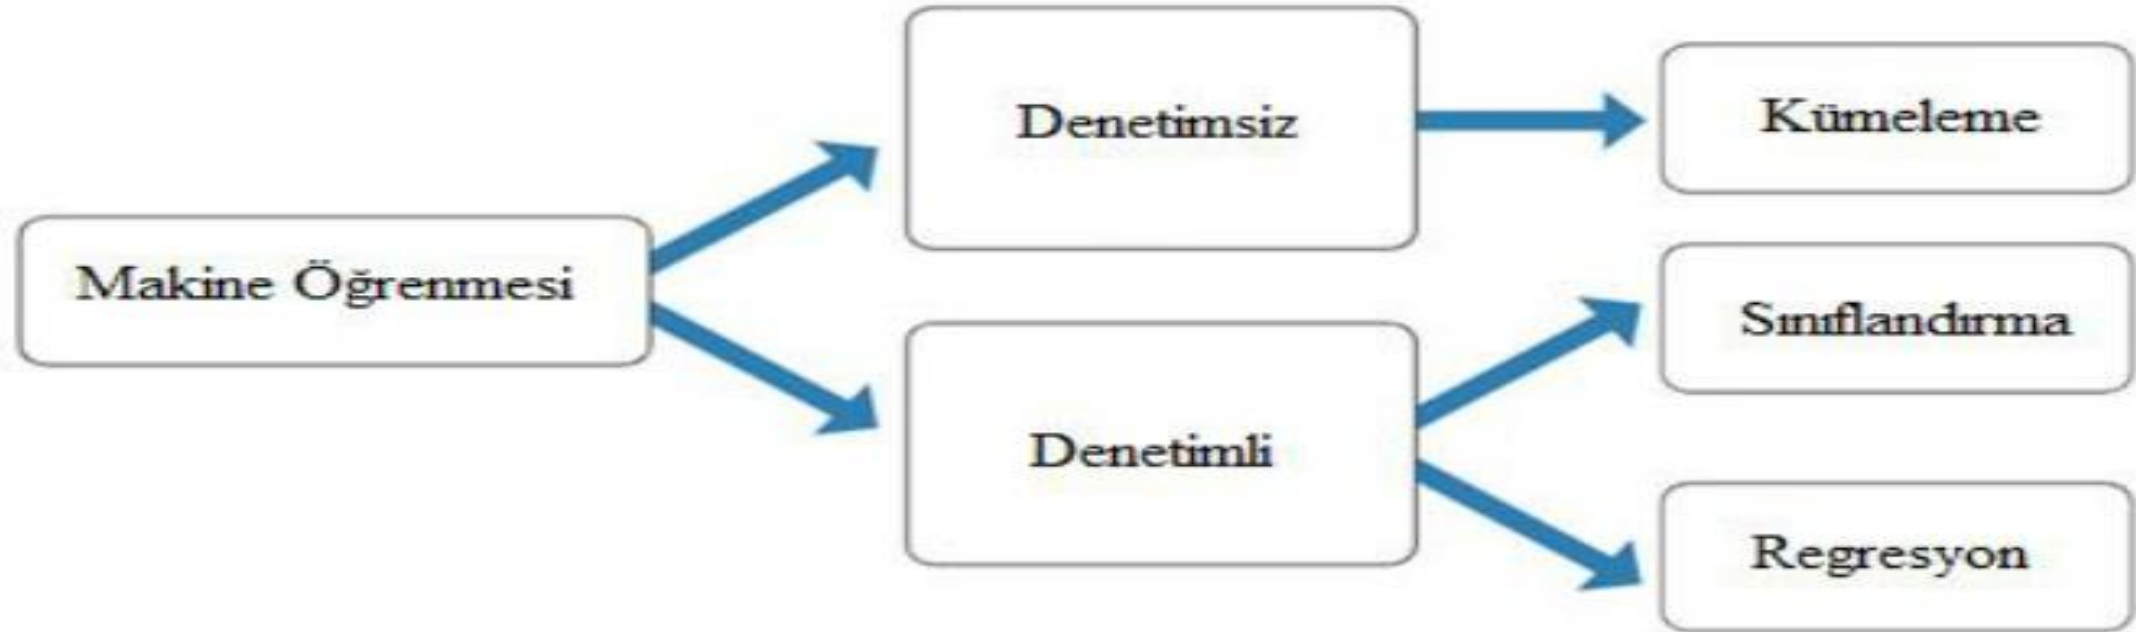 Makine Öğrenmesi
Denetimsiz
Denetimli
Kümeleme
Sınıflandırma
Regresyon